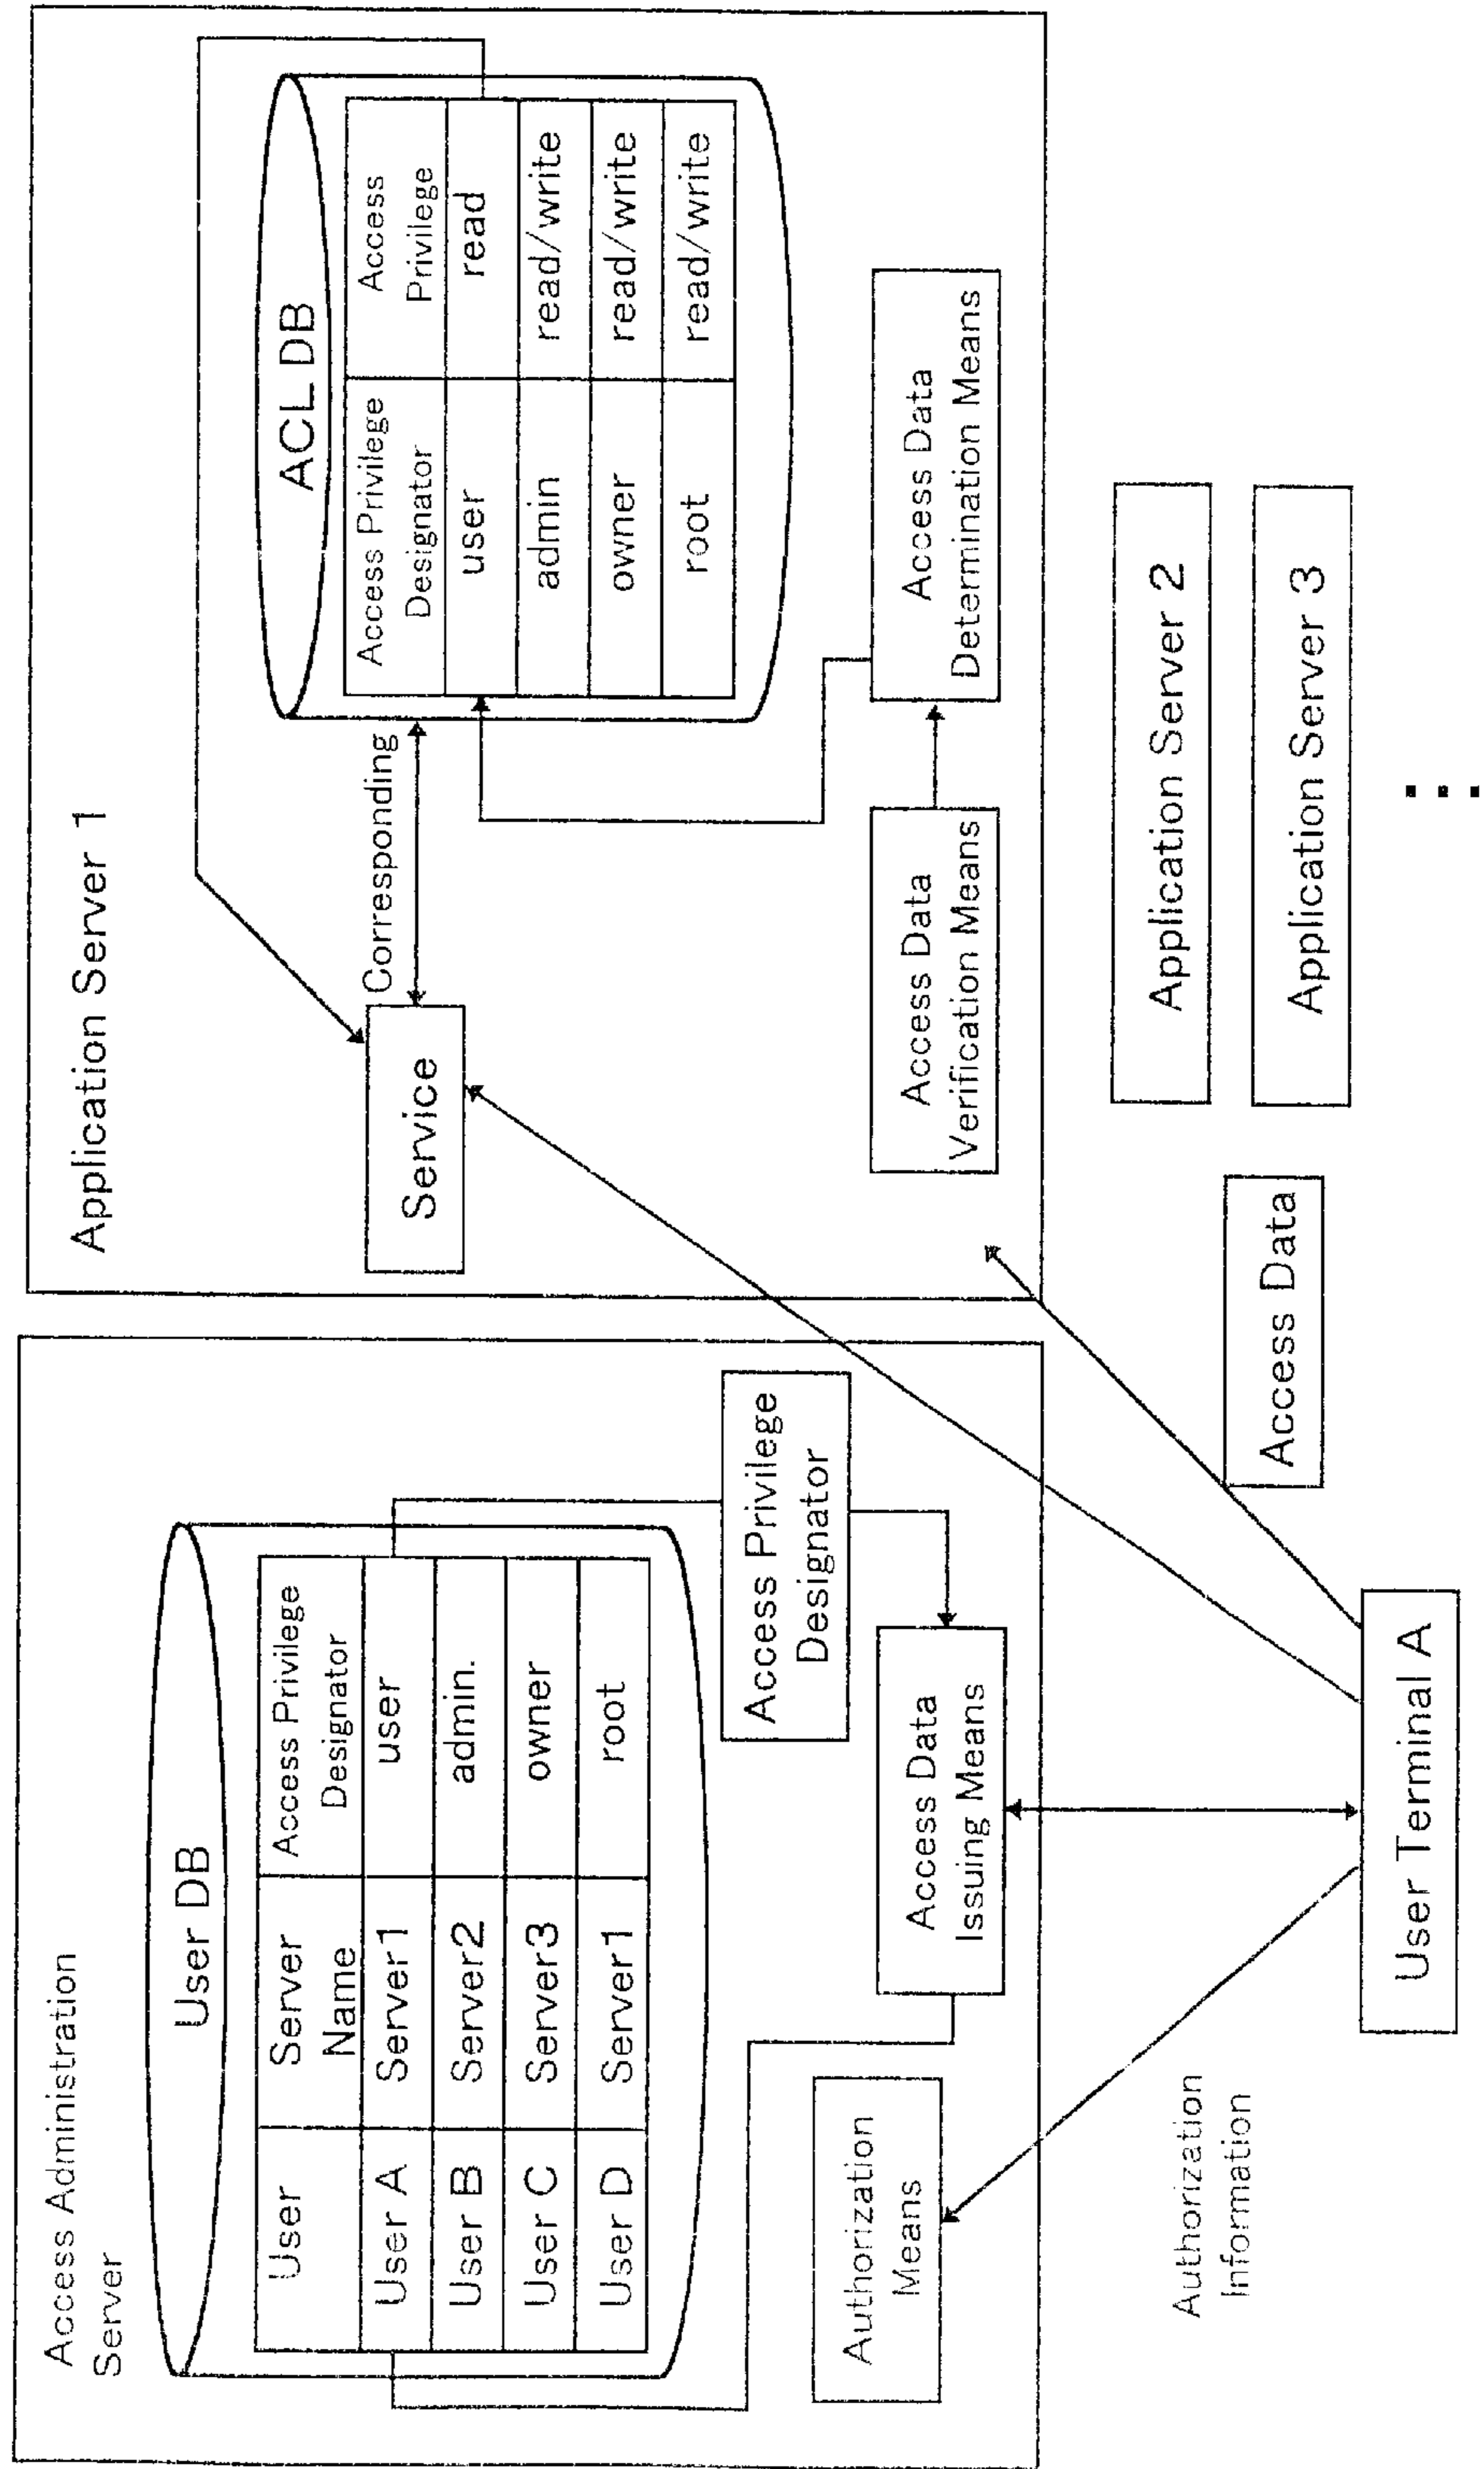 Access Administration
Server
User DB
User
Server
Name
Access Privilege
Designator
User A
Server1
user
User B
Server2
admin.
User C
Server3
owner
User D
Server1
root
Access Privilege
Designator
Authorization
Means
Access Data
Issuing Means
Application Server 1
Service
Corresponding
ACL DB
Access Privilege
Designator
Access
Privilege
user
read
admin
read/write
owner
read/write
root
read/write
Access Data
Verification Means
Access Data
Determination Means
Authorization
Information
User Terminal A
Access Data
Application Server 2
Application Server 3